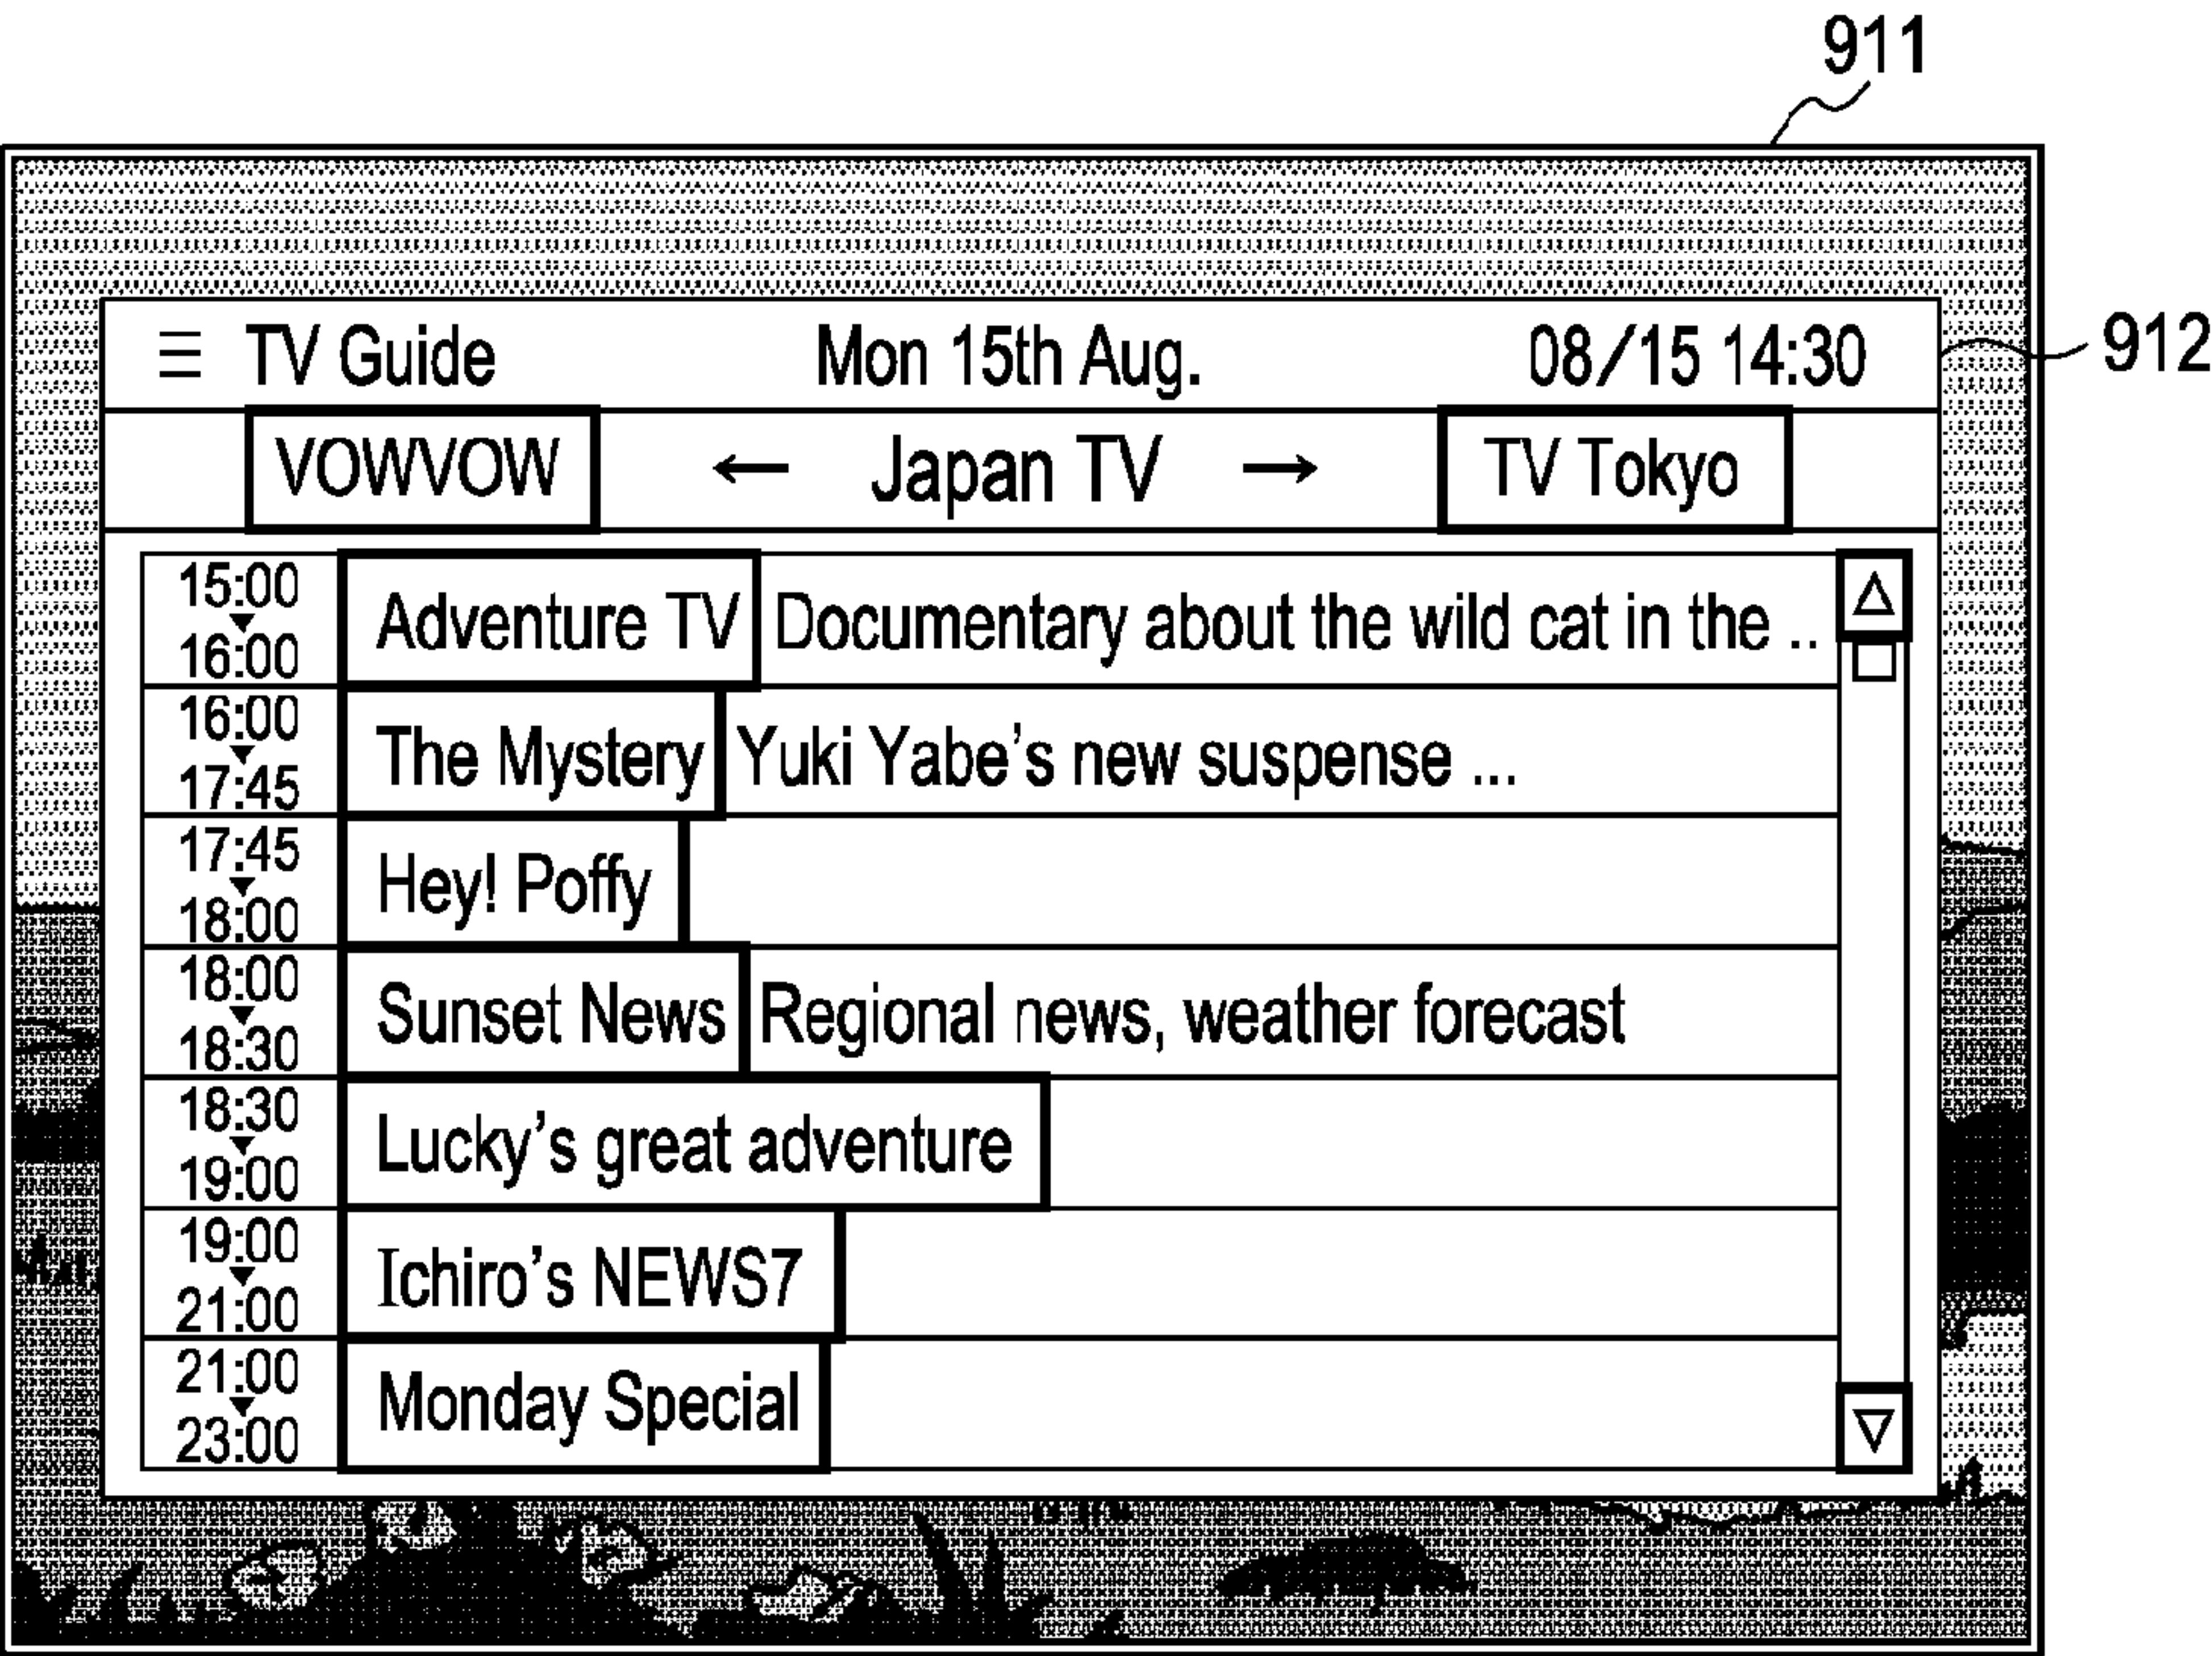 911
☰ TV Guide Mon 15th Aug. 08/15 14:30
912
VOWVOW ← Japan TV → TV Tokyo
15:00
▼
16:00
Adventure TV Documentary about the wild cat in the ..
16:00
▼
17:45
The Mystery Yuki Yabe's new suspense ...
17:45
▼
18:00
Hey! Poffy
18:00
▼
18:30
Sunset News Regional news, weather forecast
18:30
▼
19:00
Lucky's great adventure
19:00
▼
21:00
Ichiro's NEWS7
21:00
▼
23:00
Monday Special